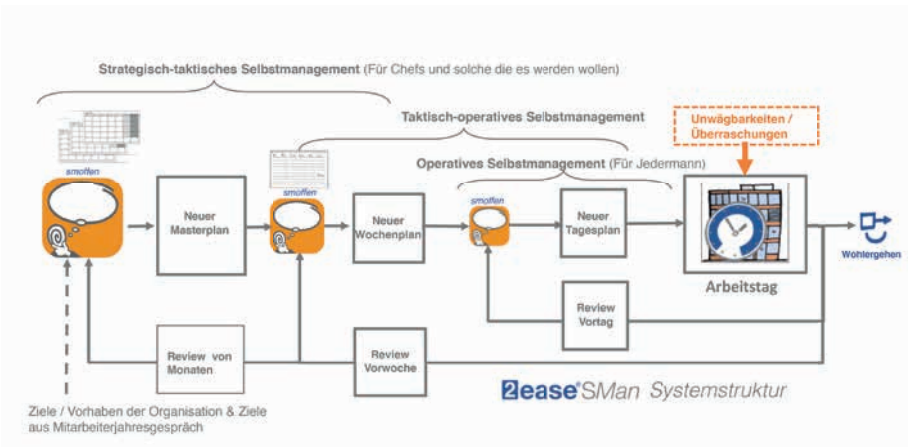 Strategisch-taktisches Selbstmanagement (Für Chefs und solche die es werden wollen)
Taktisch-operatives Selbstmanagement
Unwägbarkeiten /
Überraschungen
Operatives Selbstmanagement (Für Jedermann)
smoffen
smoffen
smoffen
Neuer
Masterplan
Neuer
Wochenplan
Neuer
Tagesplan
Wohlergehen
Arbeitstag
Review
Vortag
Review von
Monaten
Review
Vorwoche
2ease® SMan Systemstruktur
Ziele / Vorhaben der Organisation & Ziele
aus Mitarbeiterjahresgespräch